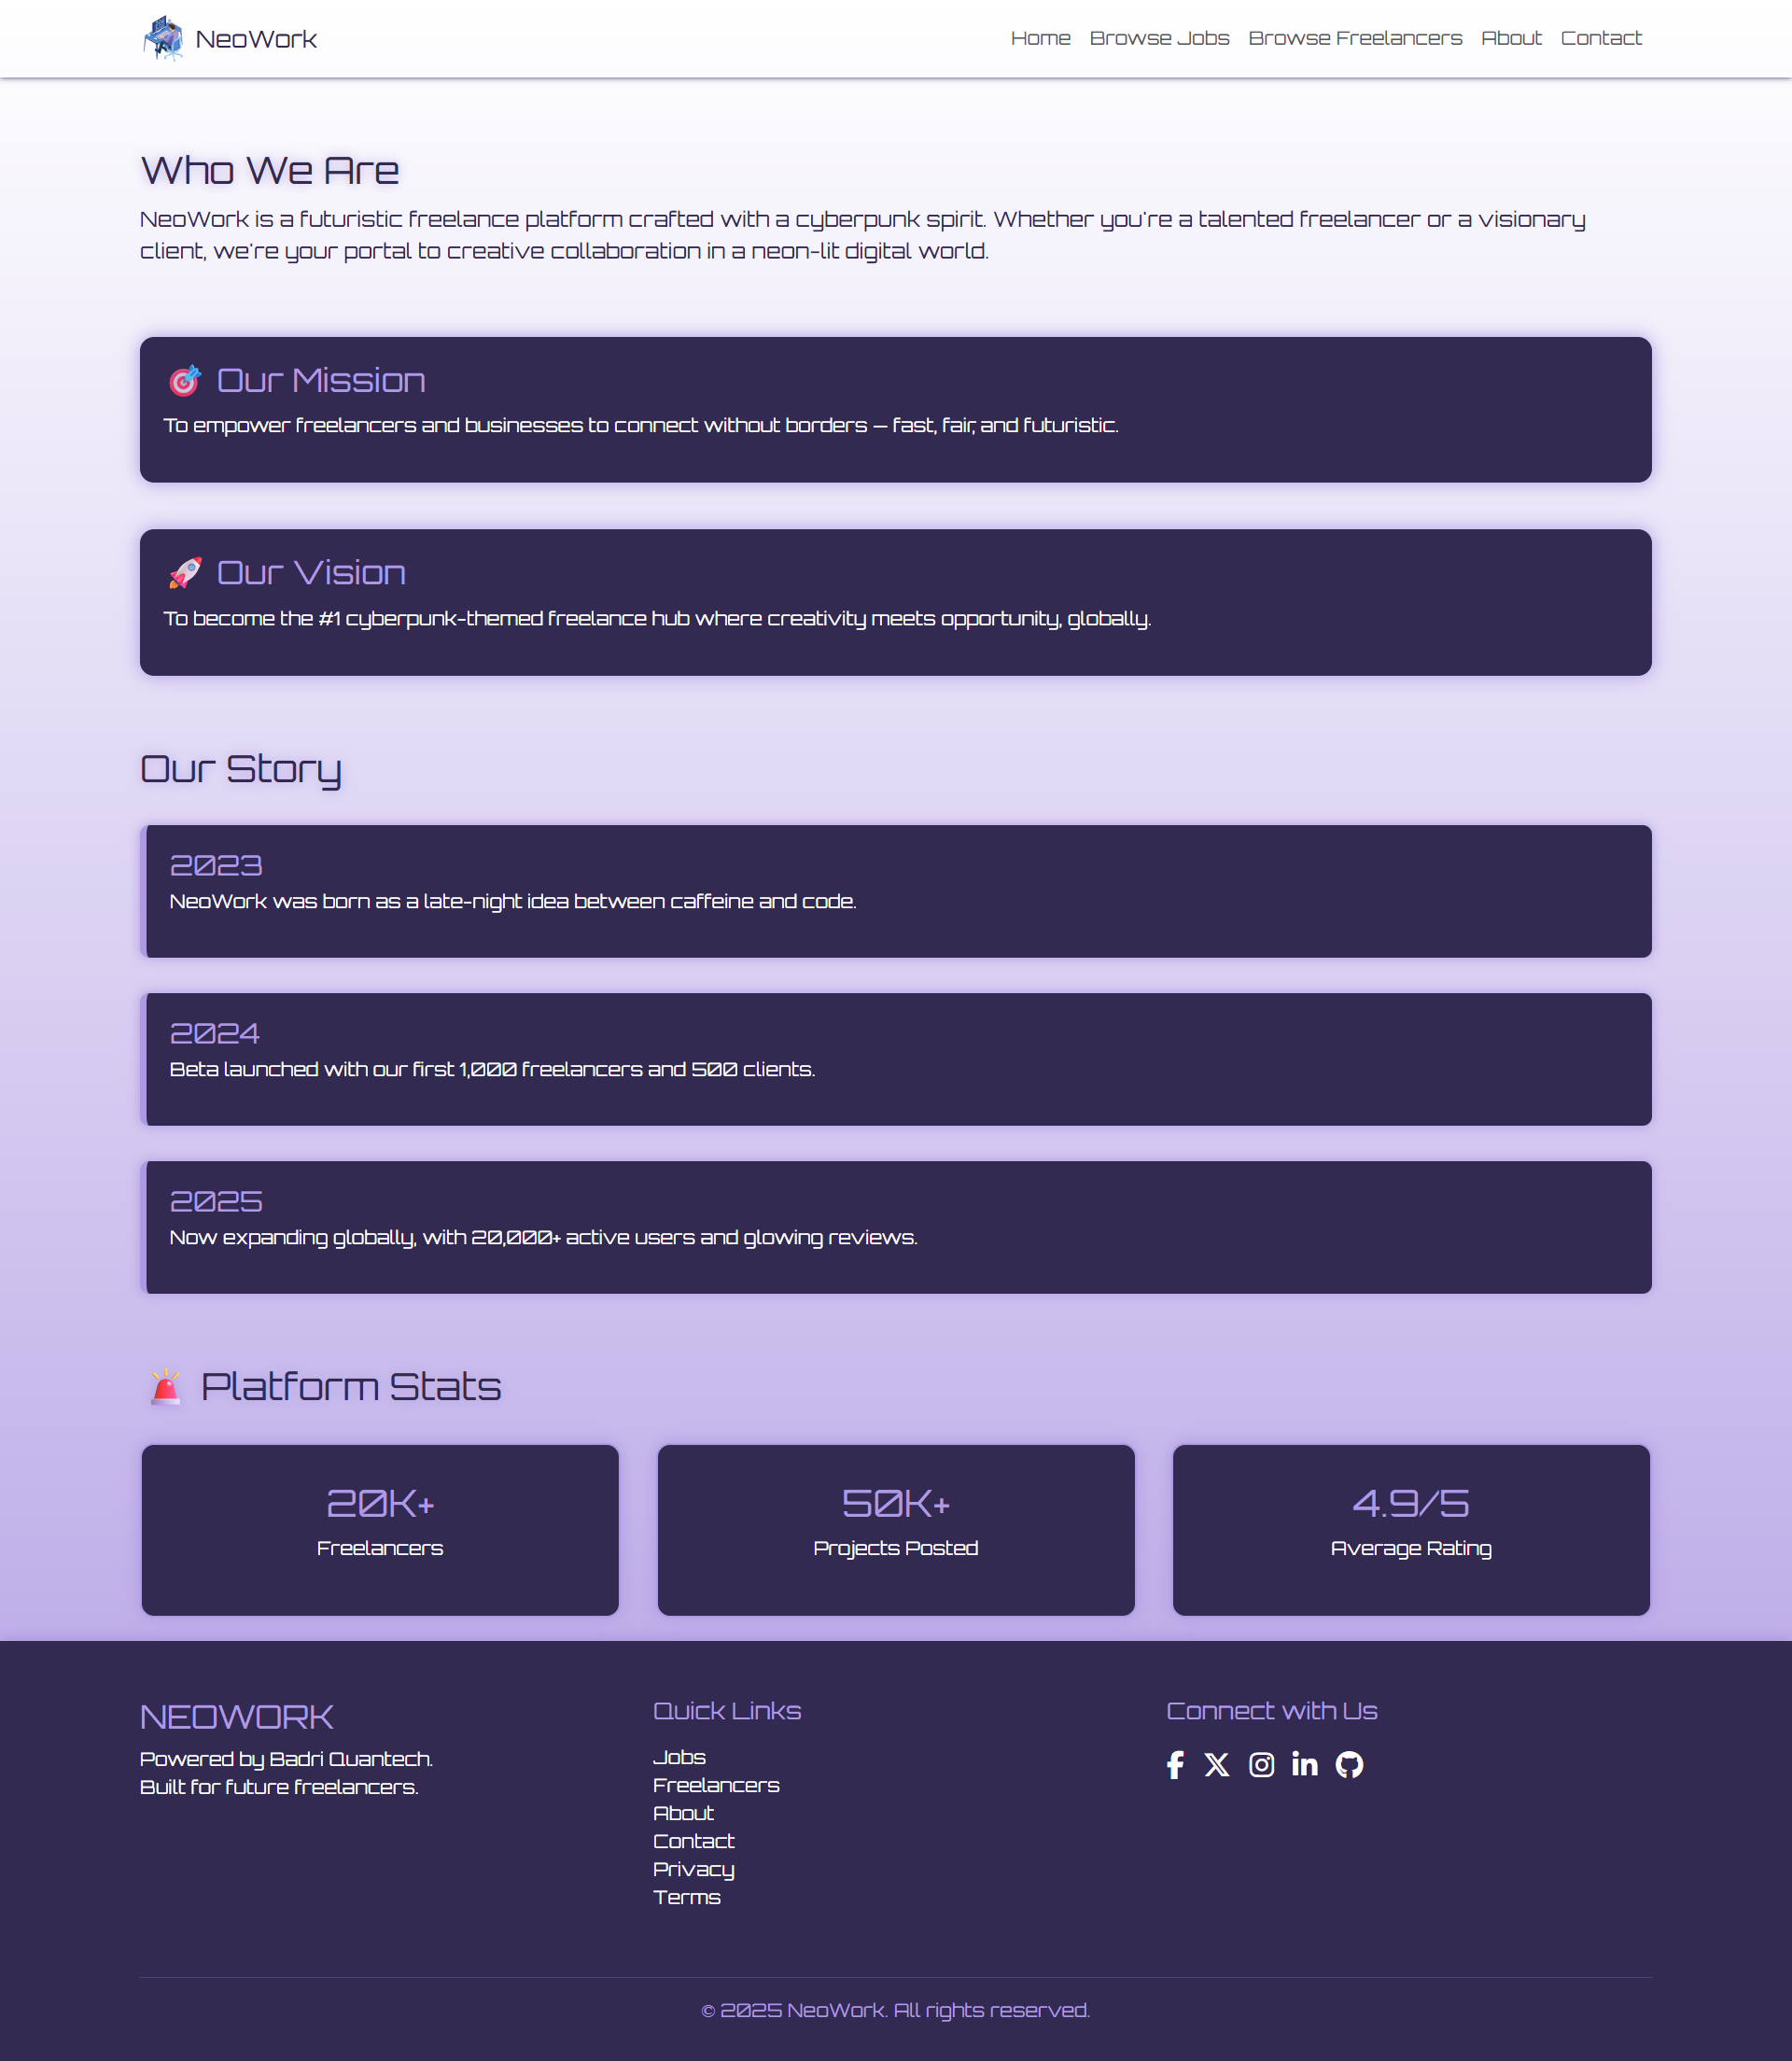 NeoWork
Home Browse Jobs Browse Freelancers About Contact
Who We Are
NeoWork is a futuristic freelance platform crafted with a cyberpunk spirit. Whether you're a talented freelancer or a visionary
client, we're your portal to creative collaboration in a neon-lit digital world.
Our Mission
To empower freelancers and businesses to connect without borders — fast, fair, and futuristic.
Our Vision
To become the #1 cyberpunk-themed freelance hub where creativity meets opportunity, globally.
Our Story
2023
NeoWork was born as a late-night idea between caffeine and code.
2024
Beta launched with our first 1,000 freelancers and 500 clients.
2025
Now expanding globally, with 20,000+ active users and glowing reviews.
Platform Stats
20K+
Freelancers
50K+
Projects Posted
4.9/5
Average Rating
NEOWORK
Powered by Badri Quantech.
Built for future freelancers.
Quick Links
Jobs
Freelancers
About
Contact
Privacy
Terms
Connect with Us
© 2025 NeoWork. All rights reserved.